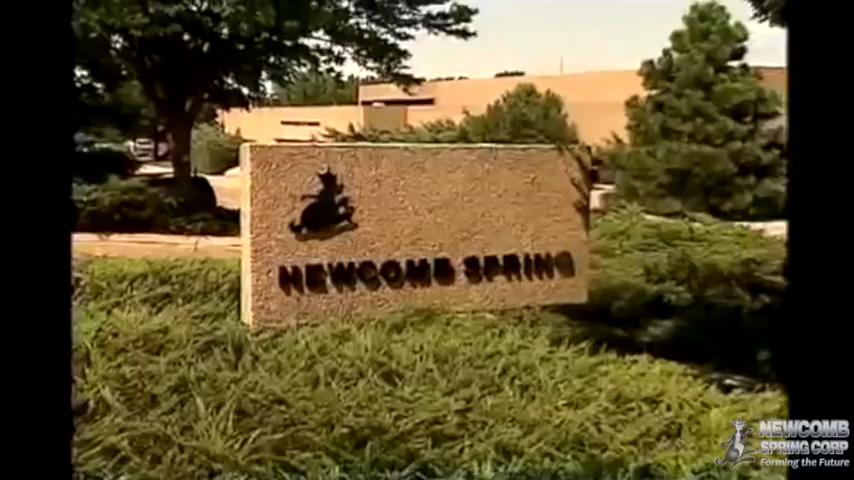 NEWCOMB SPRING
NEWCOMB
SPRING CORP
Forming the Future